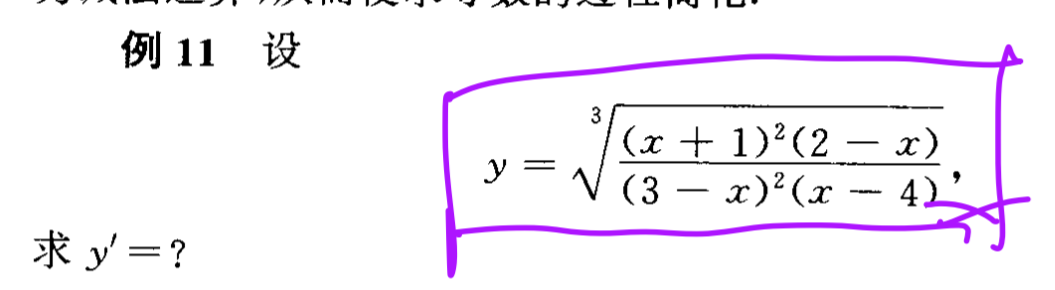 例 11 设
y = ∛((x + 1)²(2 − x) / (3 − x)²(x − 4)),
求 y′ = ?